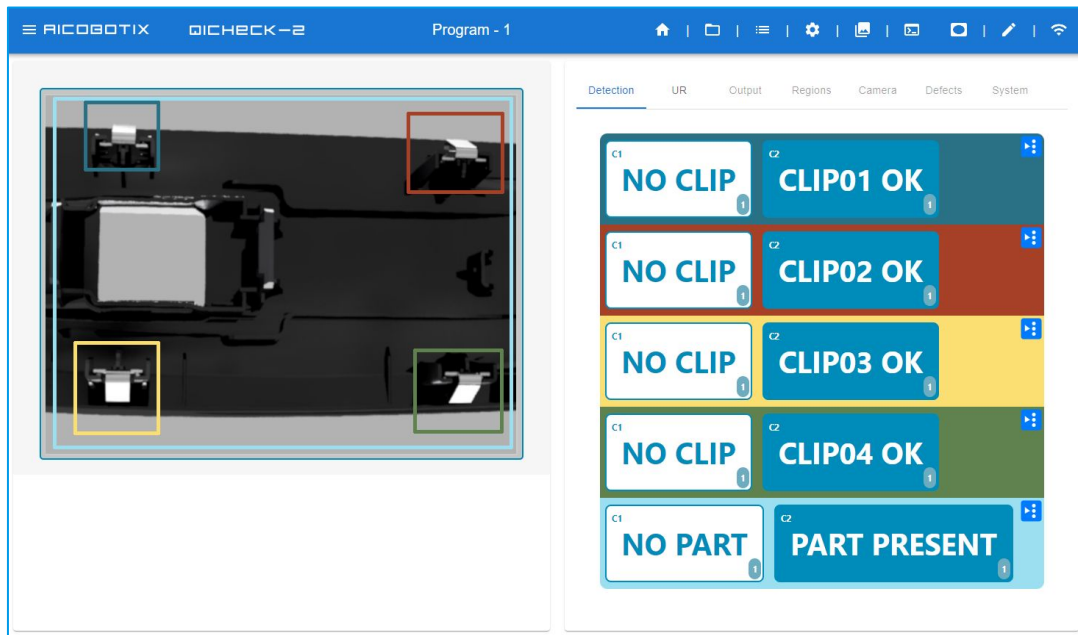 AICOBOTIX QICHECK-2 Program - 1
Detection UR Output Regions Camera Defects System
C1 C2
NO CLIP CLIP01 OK
1 1
C1 C2
NO CLIP CLIP02 OK
1 1
C1 C2
NO CLIP CLIP03 OK
1 1
C1 C2
NO CLIP CLIP04 OK
1 1
C1 C2
NO PART PART PRESENT
1 1